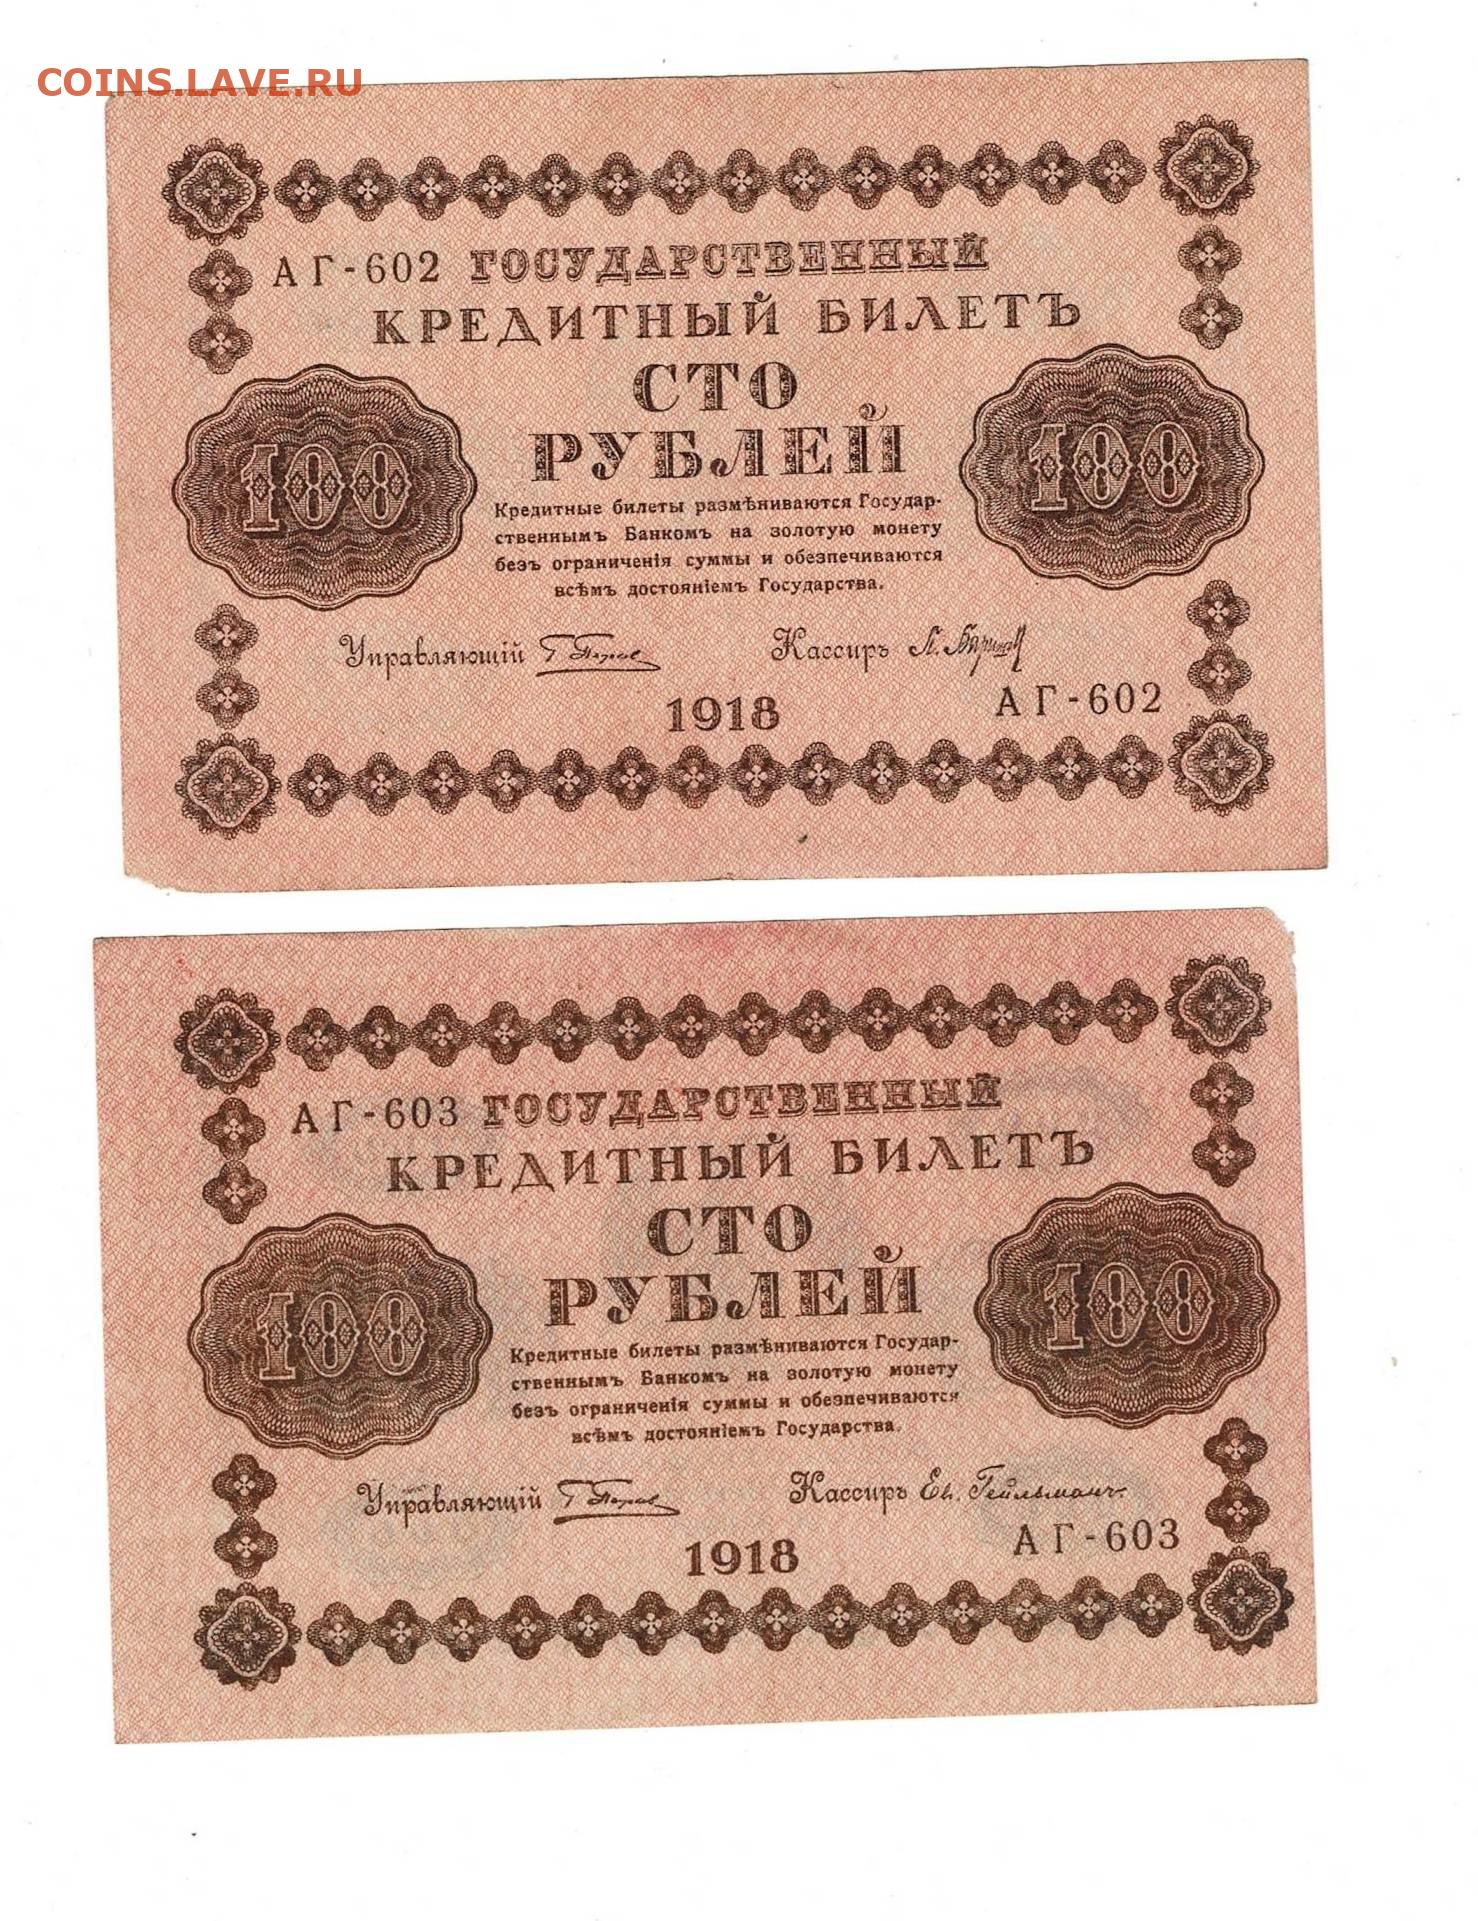 COINS.LAVE.RU
АГ-602 ГОСУДАРСТВЕННЫЙ
КРЕДИТНЫЙ БИЛЕТЪ
СТО
РУБЛЕЙ
100 100
Кредитные билеты размѣниваются Государ-
ственнымъ Банкомъ на золотую монету
безъ ограниченія суммы и обезпечиваются
всѣмъ достояніемъ Государства.
Управляющій Кассиръ
1918
АГ-602
АГ-603 ГОСУДАРСТВЕННЫЙ
КРЕДИТНЫЙ БИЛЕТЪ
СТО
РУБЛЕЙ
100 100
Кредитные билеты размѣниваются Государ-
ственнымъ Банкомъ на золотую монету
безъ ограниченія суммы и обезпечиваются
всѣмъ достояніемъ Государства.
Управляющій Кассиръ Ев. Гейльманъ
1918
АГ-603